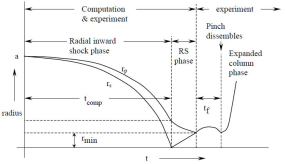 Computation
& experiment
experiment
Pinch
dissembles
Radial inward
shock phase
RS
phase
Expanded
column
phase
a
r_p
r_s
radius
t_comp
t_f
r_min
t